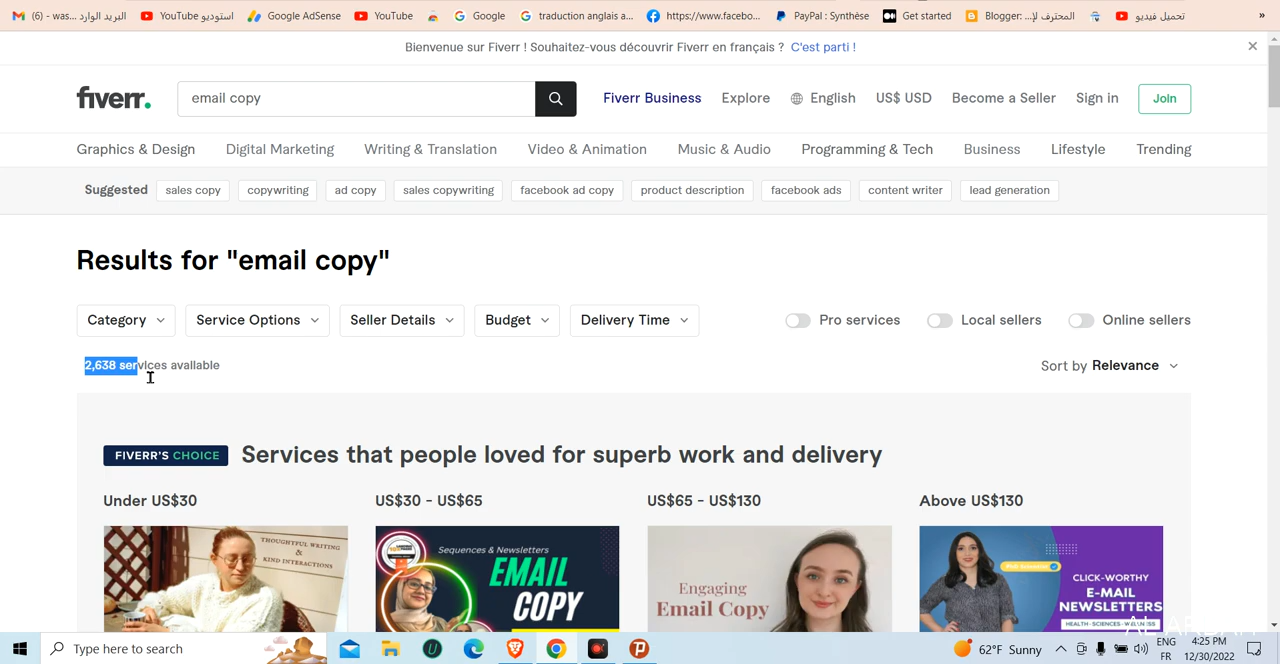 (6) - was... البريد الوارد
استوديو YouTube
Google AdSense
YouTube
Google
traduction anglais a...
https://www.facebo...
PayPal : Synthèse
Get started
Blogger: المحترف لإ...
تحميل فيديو
»
Bienvenue sur Fiverr ! Souhaitez-vous découvrir Fiverr en français ? C'est parti !
fiverr.
email copy
Fiverr Business
Explore
English
US$ USD
Become a Seller
Sign in
Join
Graphics & Design
Digital Marketing
Writing & Translation
Video & Animation
Music & Audio
Programming & Tech
Business
Lifestyle
Trending
Suggested
sales copy
copywriting
ad copy
sales copywriting
facebook ad copy
product description
facebook ads
content writer
lead generation
Results for "email copy"
Category
Service Options
Seller Details
Budget
Delivery Time
Pro services
Local sellers
Online sellers
2,638 services available
Sort by Relevance
FIVERR'S CHOICE
Services that people loved for superb work and delivery
Under US$30
US$30 - US$65
US$65 - US$130
Above US$130
THOUGHTFUL WRITING
KIND INTERACTIONS
Sequences & Newsletters
EMAIL
COPY
Engaging
Email Copy
CLICK-WORTHY
E-MAIL
NEWSLETTERS
HEALTH - SCIENCES - WELLNESS
Type here to search
62°F Sunny
ENG
FR
4:25 PM
12/30/2022